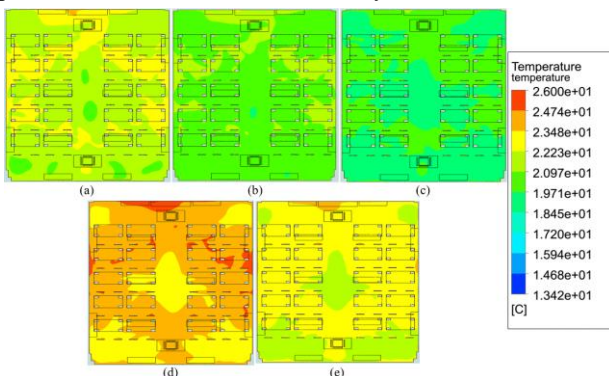 (a)
(b)
(c)
(d)
(e)
Temperature
temperature
2.600e+01
2.474e+01
2.348e+01
2.223e+01
2.097e+01
1.971e+01
1.845e+01
1.720e+01
1.594e+01
1.468e+01
1.342e+01
[C]